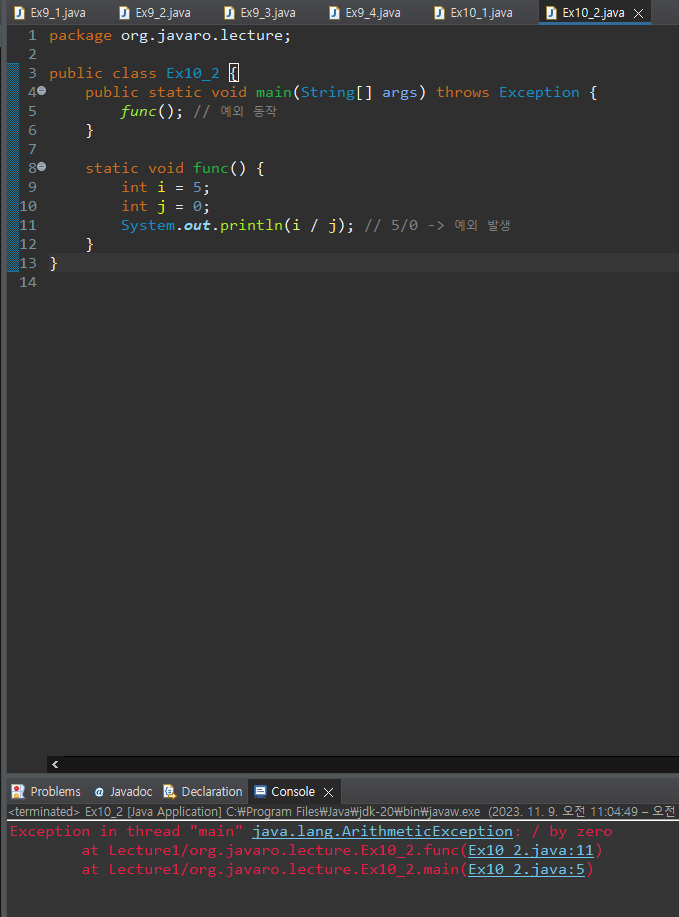 Ex9_1.java Ex9_2.java Ex9_3.java Ex9_4.java Ex10_1.java Ex10_2.java
1 package org.javaro.lecture;
2
3 public class Ex10_2 {
4 public static void main(String[] args) throws Exception {
5 func(); // 예외 동작
6 }
7
8 static void func() {
9 int i = 5;
10 int j = 0;
11 System.out.println(i / j); // 5/0 -> 예외 발생
12 }
13 }
14
Problems Javadoc Declaration Console
<terminated> Ex10_2 [Java Application] C:₩Program Files₩Java₩jdk-20₩bin₩javaw.exe (2023. 11. 9. 오전 11:04:49 – 오전
Exception in thread "main" java.lang.ArithmeticException: / by zero
at Lecture1/org.javaro.lecture.Ex10_2.func(Ex10_2.java:11)
at Lecture1/org.javaro.lecture.Ex10_2.main(Ex10_2.java:5)